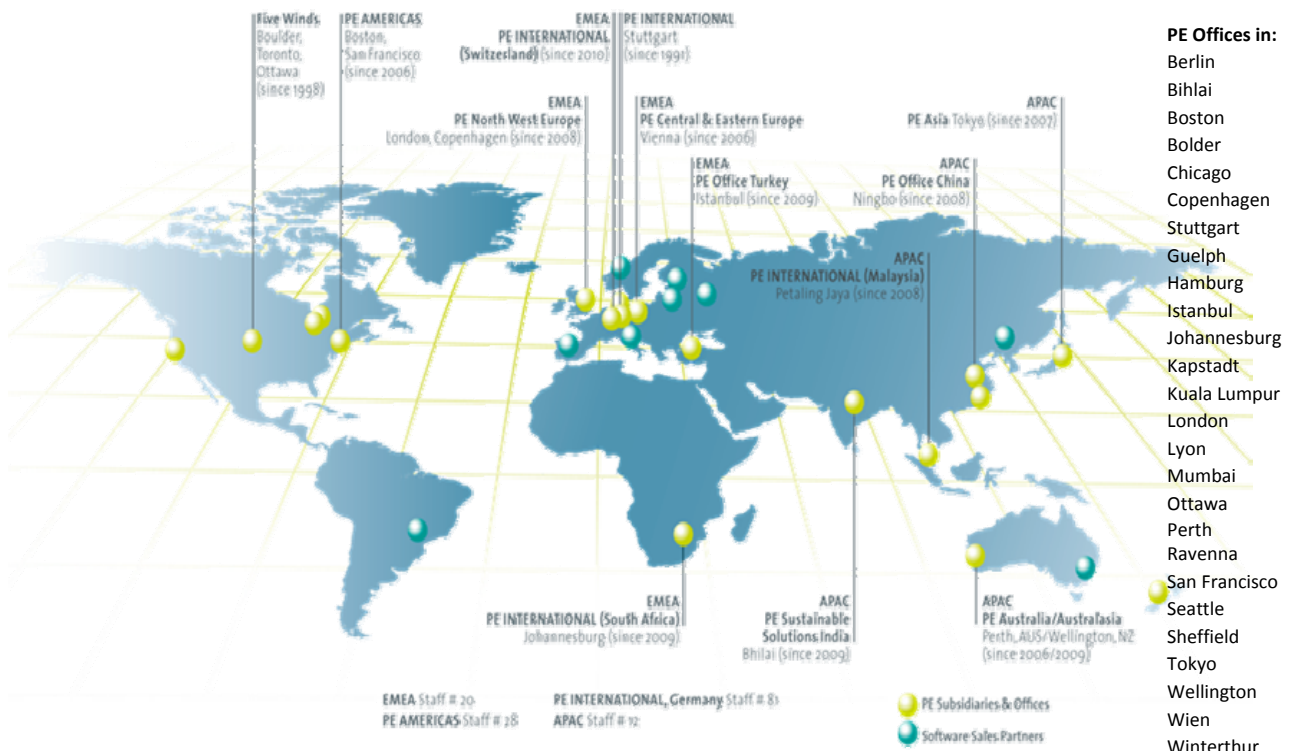 Five Winds
Boulder,
Toronto,
Ottawa
(since 1998)
PE AMERICAS
Boston,
San Francisco
(since 2006)
EMEA
PE INTERNATIONAL
(Switzesland) (since 2010)
PE INTERNATIONAL
Stuttgart
(since 1991)
EMEA
PE North West Europe
London, Copenhagen (since 2008)
EMEA
PE Central & Eastern Europe
Vienna (since 2006)
EMEA
PE Office Turkey
Istanbul (since 2009)
APAC
PE Asia Tokyo (since 2007)
APAC
PE Office China
Ningbo (since 2008)
APAC
PE INTERNATIONAL (Malaysia)
Petaling Jaya (since 2008)
EMEA
PE INTERNATIONAL (South Africa)
Johannesburg (since 2009)
APAC
PE Sustainable
Solutions India
Bhilai (since 2009)
APAC
PE Australia/Australasia
Perth, AUS/Wellington, NZ
(since 2006/2009)
EMEA Staff # 20
PE AMERICAS Staff # 28
PE INTERNATIONAL, Germany Staff # 81
APAC Staff # 12
PE Subsidiaries & Offices
Software Sales Partners
PE Offices in:
Berlin
Bihlai
Boston
Bolder
Chicago
Copenhagen
Stuttgart
Guelph
Hamburg
Istanbul
Johannesburg
Kapstadt
Kuala Lumpur
London
Lyon
Mumbai
Ottawa
Perth
Ravenna
San Francisco
Seattle
Sheffield
Tokyo
Wellington
Wien
Winterthur